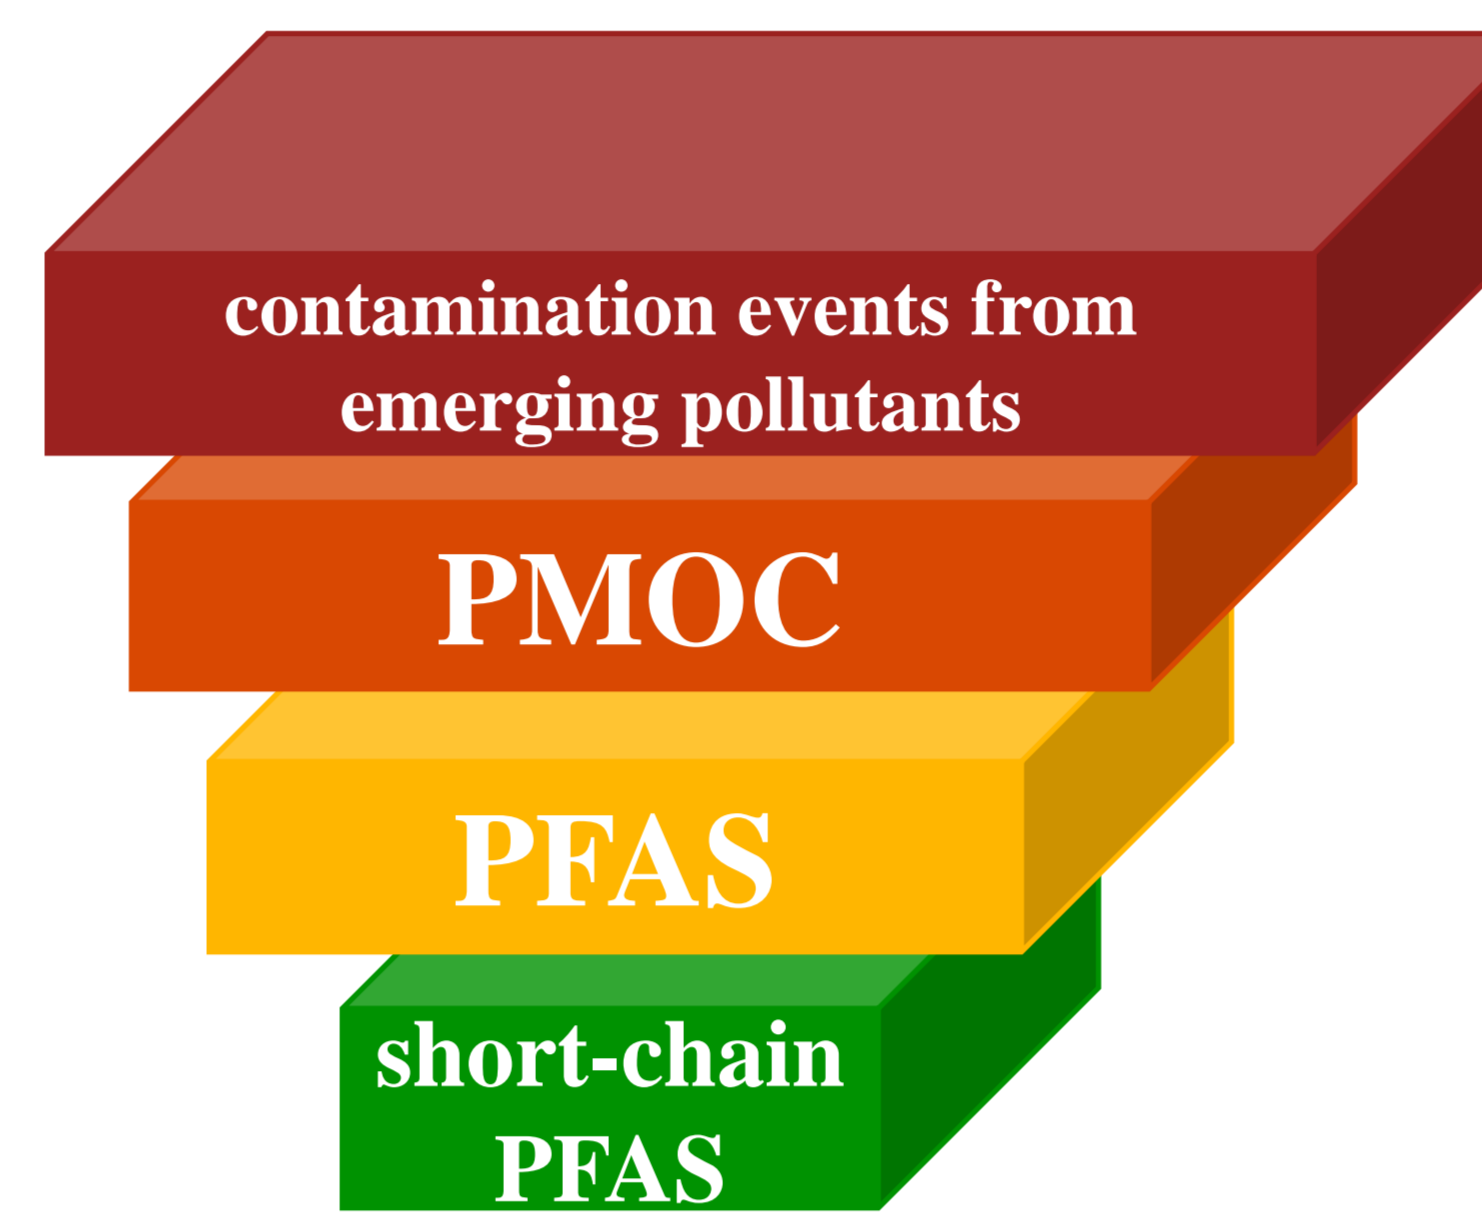 contamination events from
emerging pollutants
PMOC
PFAS
short-chain
PFAS